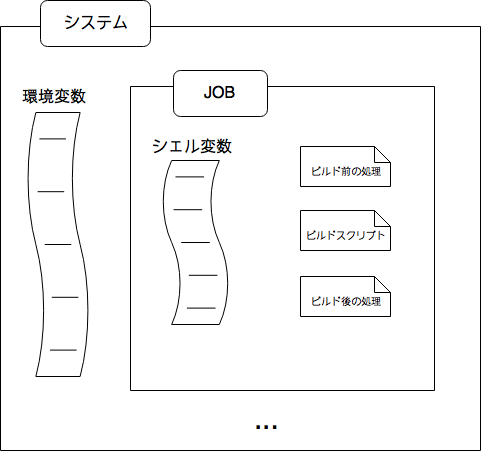 システム
環境変数
JOB
シェル変数
ビルド前の処理
ビルドスクリプト
ビルド後の処理
...